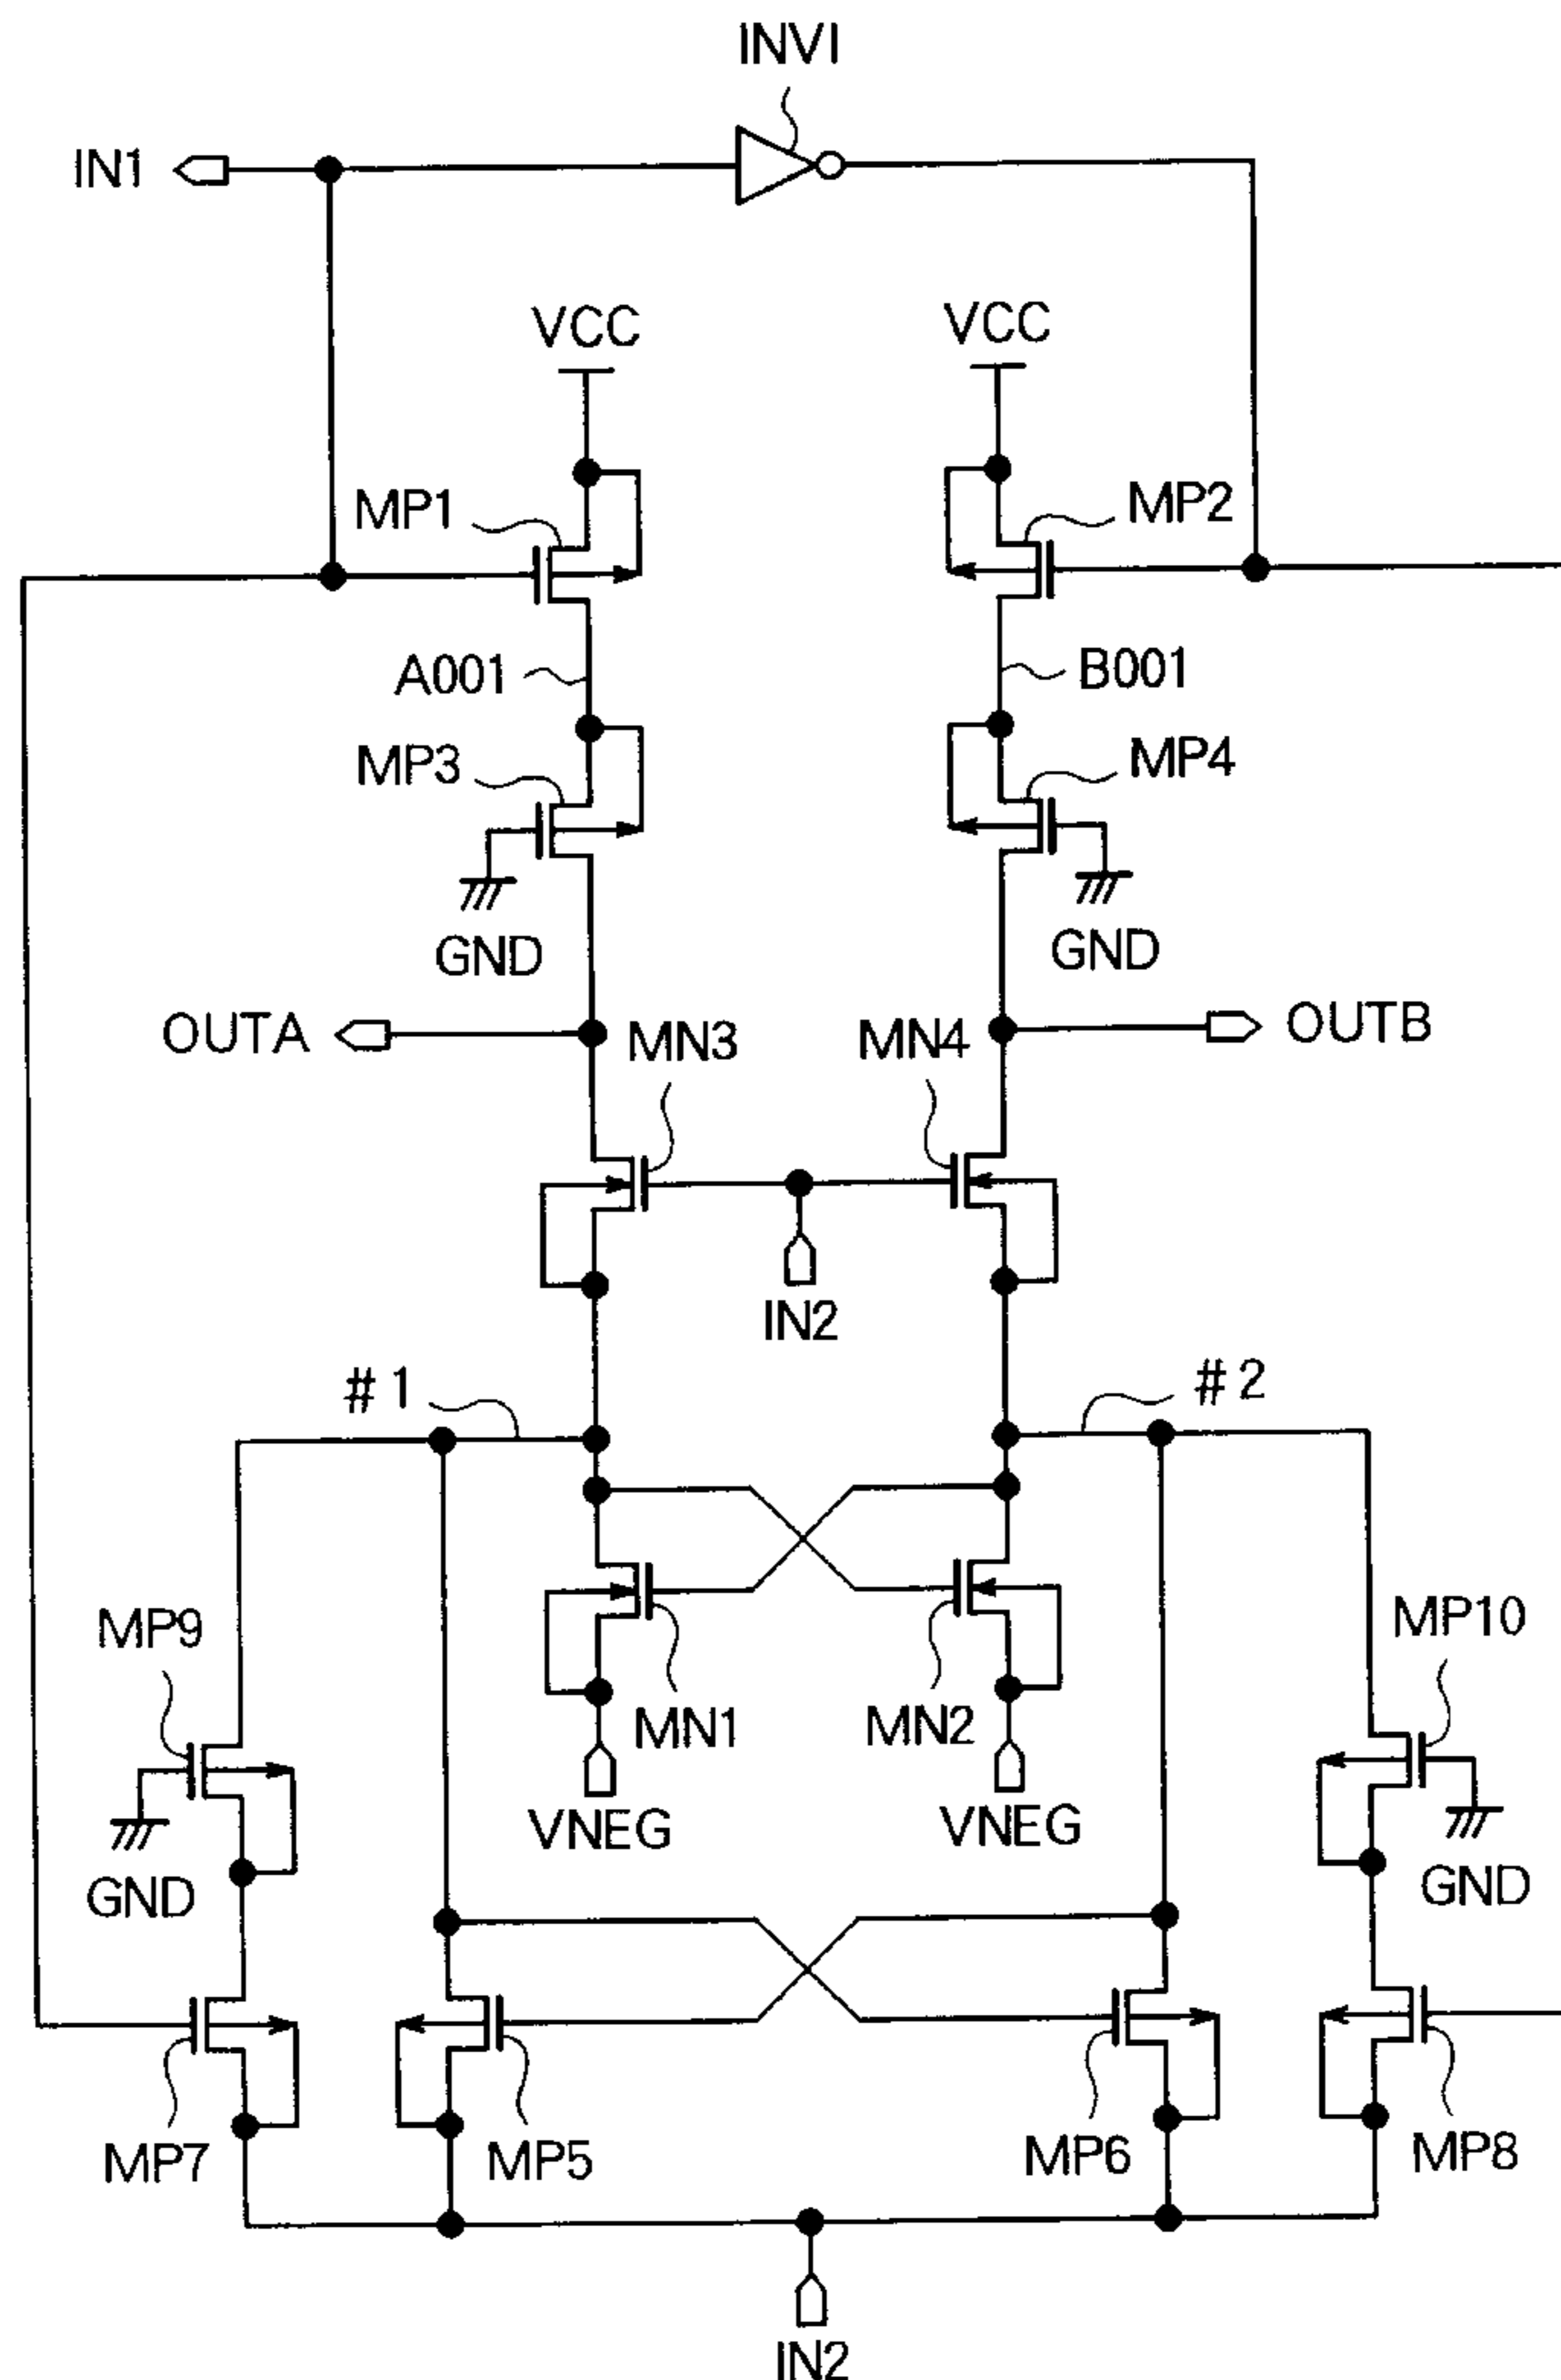 INVI
IN1
VCC
VCC
MP1
MP2
A001
B001
MP3
MP4
GND
GND
OUTA
MN3
MN4
OUTB
IN2
#1
#2
MP9
MP10
MN1
MN2
VNEG
VNEG
GND
GND
MP7
MP5
MP6
MP8
IN2